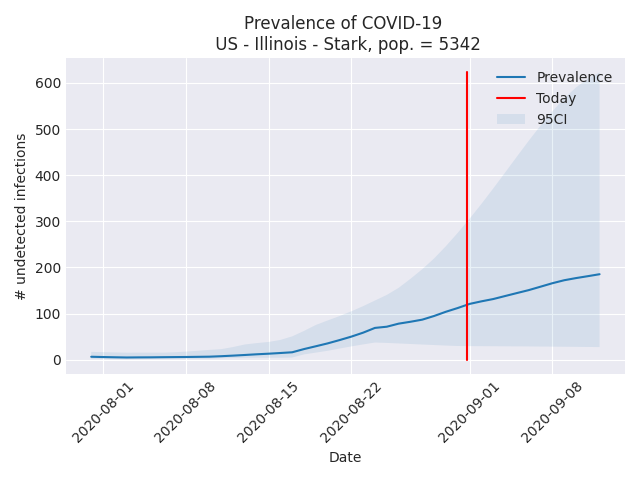 Prevalence of COVID-19
US - Illinois - Stark, pop. = 5342
# undetected infections
600
500
400
300
200
100
0
Prevalence
Today
95CI
2020-08-01
2020-08-08
2020-08-15
2020-08-22
2020-09-01
2020-09-08
Date